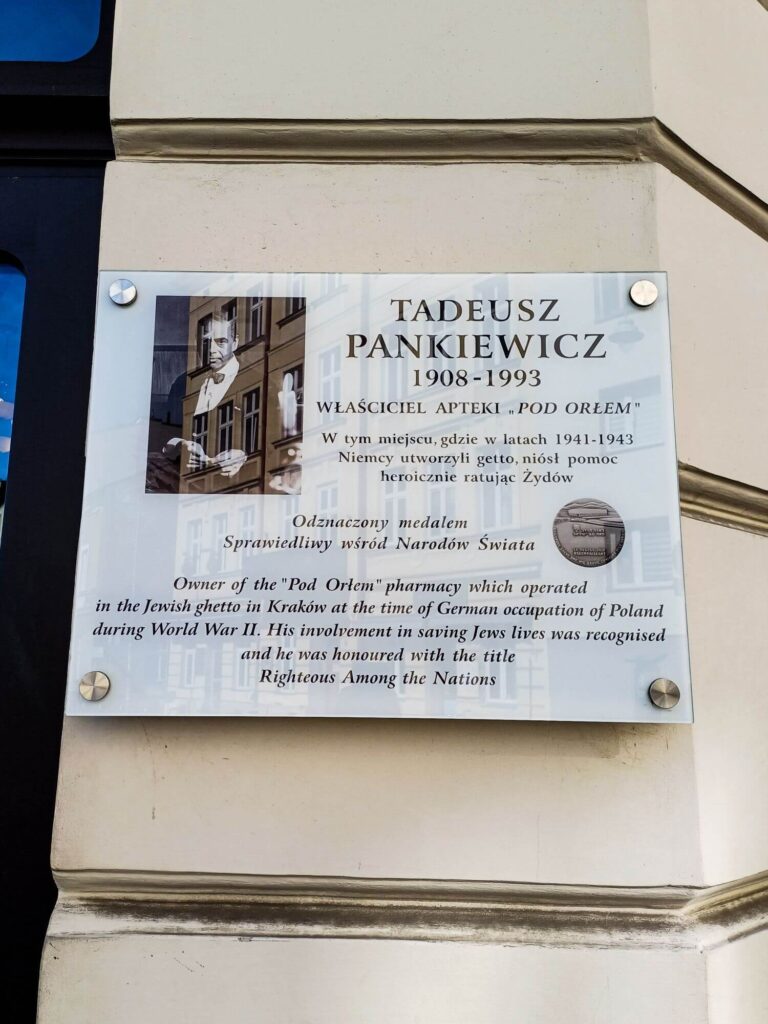 TADEUSZ
PANKIEWICZ
1908-1993
WŁAŚCICIEL APTEKI „POD ORŁEM"
W tym miejscu, gdzie w latach 1941-1943
Niemcy utworzyli getto, niósł pomoc
heroicznie ratując Żydów
Odznaczony medalem
Sprawiedliwy wśród Narodów Świata
Owner of the "Pod Orłem" pharmacy which operated
in the Jewish ghetto in Kraków at the time of German occupation of Poland
during World War II. His involvement in saving Jews lives was recognised
and he was honoured with the title
Righteous Among the Nations